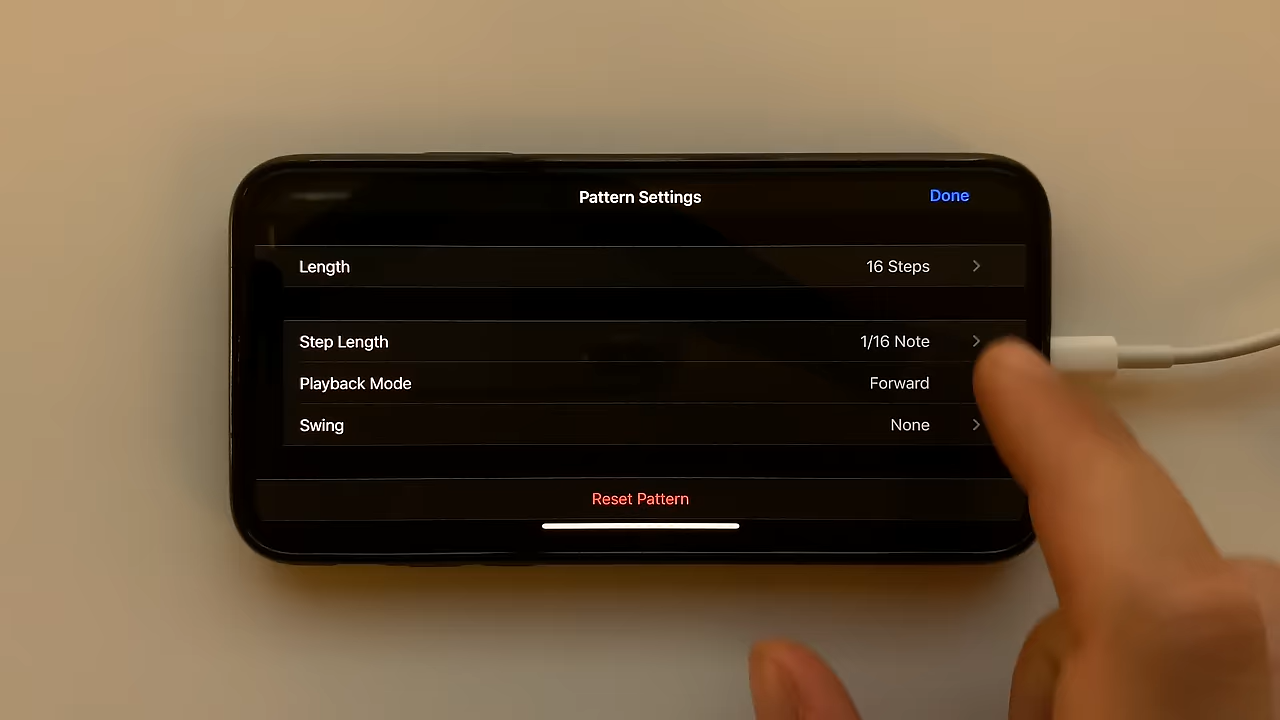 Pattern Settings Done
Length 16 Steps
Step Length 1/16 Note
Playback Mode Forward
Swing None
Reset Pattern